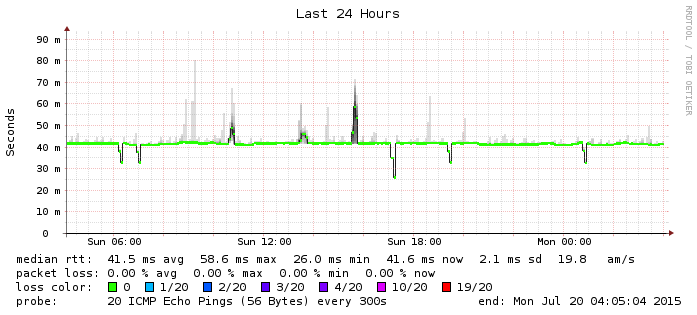 Last 24 Hours
RRDTOOL / TOBI OETIKER
90 m
80 m
70 m
60 m
50 m
40 m
30 m
20 m
10 m
0
Seconds
Sun 06:00 Sun 12:00 Sun 18:00 Mon 00:00
median rtt: 41.5 ms avg 58.6 ms max 26.0 ms min 41.6 ms now 2.1 ms sd 19.8 am/s
packet loss: 0.00 % avg 0.00 % max 0.00 % min 0.00 % now
loss color: 0 1/20 2/20 3/20 4/20 10/20 19/20
probe: 20 ICMP Echo Pings (56 Bytes) every 300s end: Mon Jul 20 04:05:04 2015